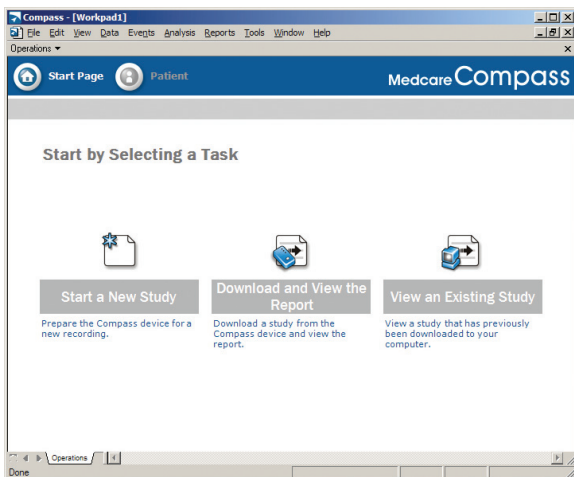 Compass - [Workpad1]
File Edit View Data Events Analysis Reports Tools Window Help
Operations
Start Page Patient Medcare Compass
Start by Selecting a Task
Start a New Study
Prepare the Compass device for a
new recording.
Download and View the
Report
Download a study from the
Compass device and view the
report.
View an Existing Study
View a study that has previously
been downloaded to your
computer.
Operations
Done